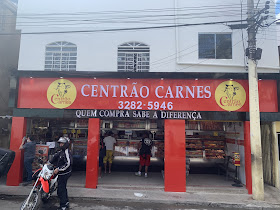 CENTRÃO CARNES
3282-5946
QUEM COMPRA SABE A DIFERENÇA